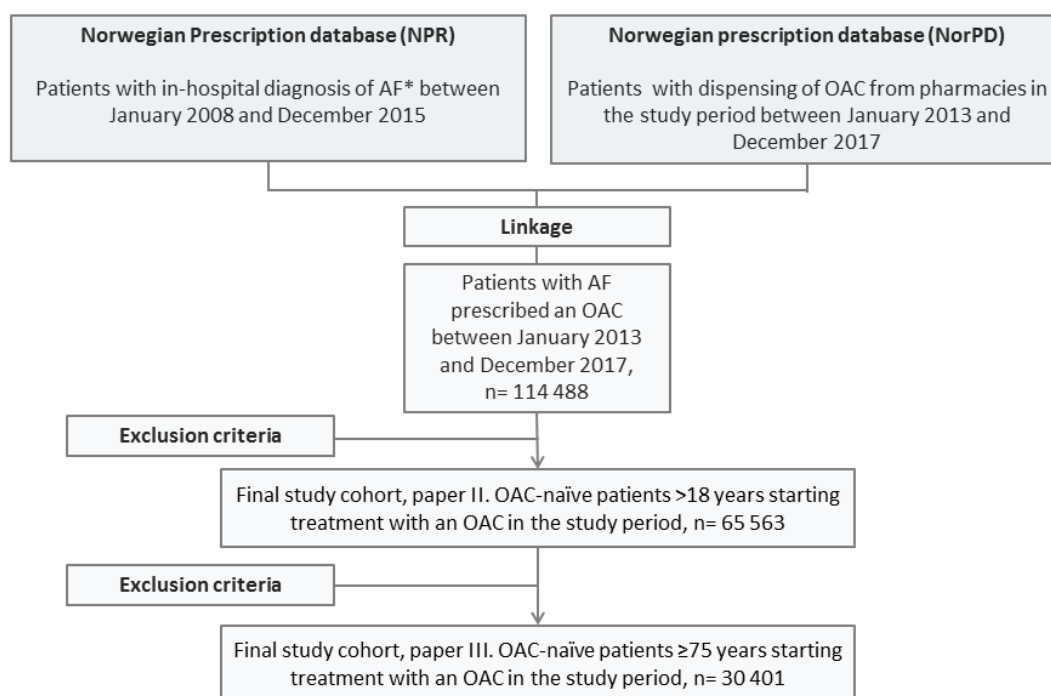 Norwegian Prescription database (NPR)
Patients with in-hospital diagnosis of AF* between
January 2008 and December 2015
Norwegian prescription database (NorPD)
Patients  with dispensing of OAC from pharmacies in
the study period between January 2013 and
December 2017
Linkage
Patients with AF
prescribed an OAC
between January 2013
and December 2017,
n= 114 488
Exclusion criteria
Final study cohort, paper II. OAC-naïve patients >18 years starting
treatment with an OAC in the study period, n= 65 563
Exclusion criteria
Final study cohort, paper III. OAC-naïve patients ≥75 years starting
treatment with an OAC in the study period, n= 30 401